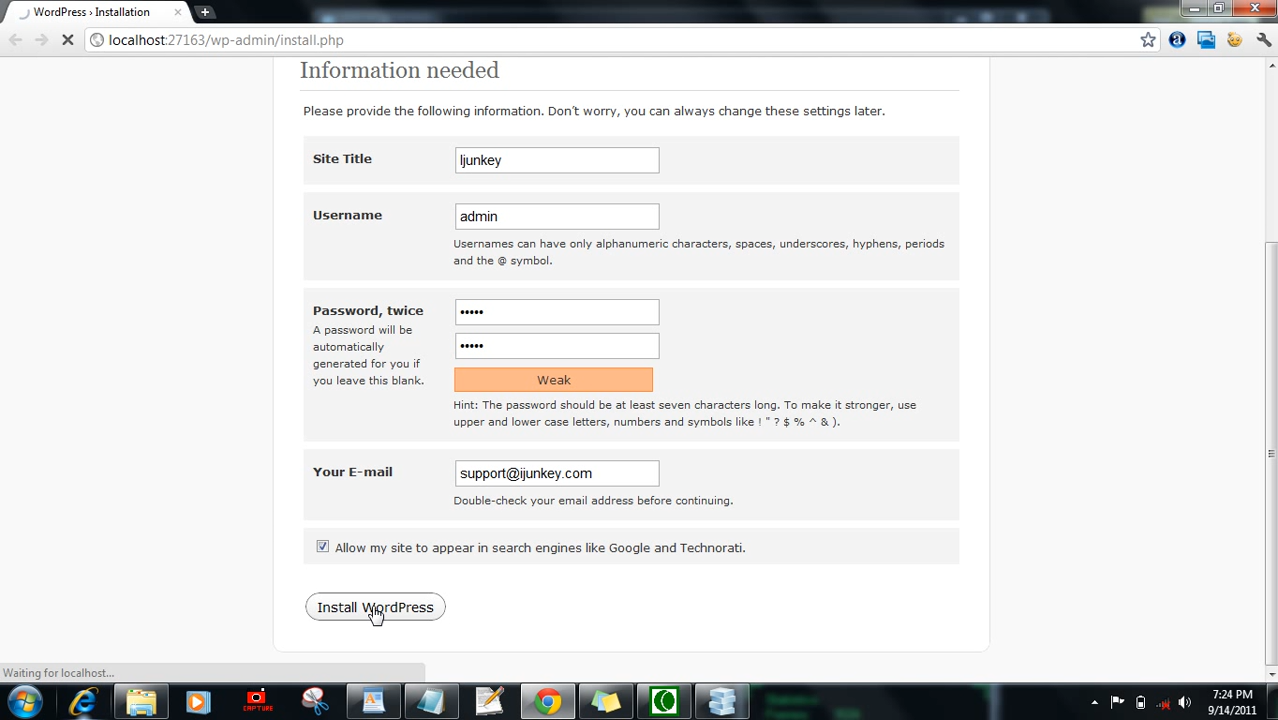 WordPress › Installation
localhost:27163/wp-admin/install.php
Information needed
Please provide the following information. Don’t worry, you can always change these settings later.
Site Title
Ijunkey
Username
admin
Usernames can have only alphanumeric characters, spaces, underscores, hyphens, periods
and the @ symbol.
Password, twice
A password will be
automatically
generated for you if
you leave this blank.
•••••
•••••
Weak
Hint: The password should be at least seven characters long. To make it stronger, use
upper and lower case letters, numbers and symbols like ! " ? $ % ^ & ).
Your E-mail
support@ijunkey.com
Double-check your email address before continuing.
Allow my site to appear in search engines like Google and Technorati.
Install WordPress
Waiting for localhost...
CAPTURE
7:24 PM
9/14/2011